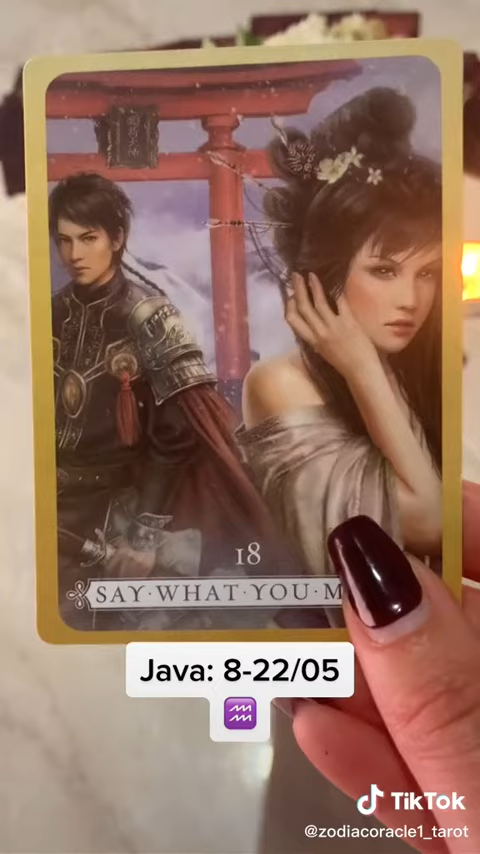 18
SAY·WHAT·YOU·M
Java: 8-22/05
♒
TikTok
@zodiacoracle1_tarot